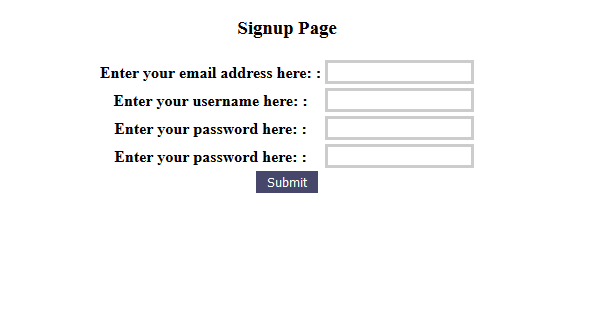 Signup Page
Enter your email address here: :
Enter your username here: :
Enter your password here: :
Enter your password here: :
Submit